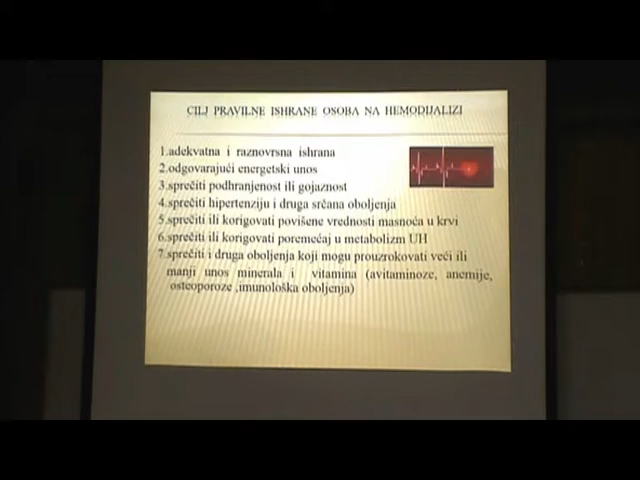 CILJ PRAVILNE ISHRANE OSOBA NA HEMODIJALIZI
1.adekvatna i raznovrsna ishrana
2.odgovarajući energetski unos
3.sprečiti podhranjenost ili gojaznost
4.sprečiti hipertenziju i druga srčana oboljenja
5.sprečiti ili korigovati povišene vrednosti masnoća u krvi
6.sprečiti ili korigovati poremećaj u metabolizm UH
7.sprečiti i druga oboljenja koji mogu prouzrokovati veći ili
manji unos minerala i vitamina (avitaminoze, anemije,
osteoporoze ,imunološka oboljenja)